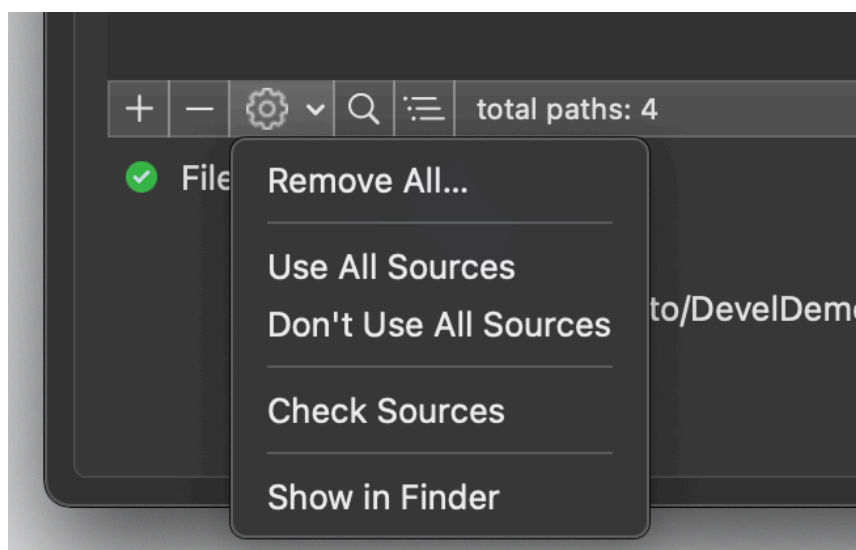 total paths: 4
File
Remove All...
Use All Sources
Don't Use All Sources
to/DevelDem
Check Sources
Show in Finder